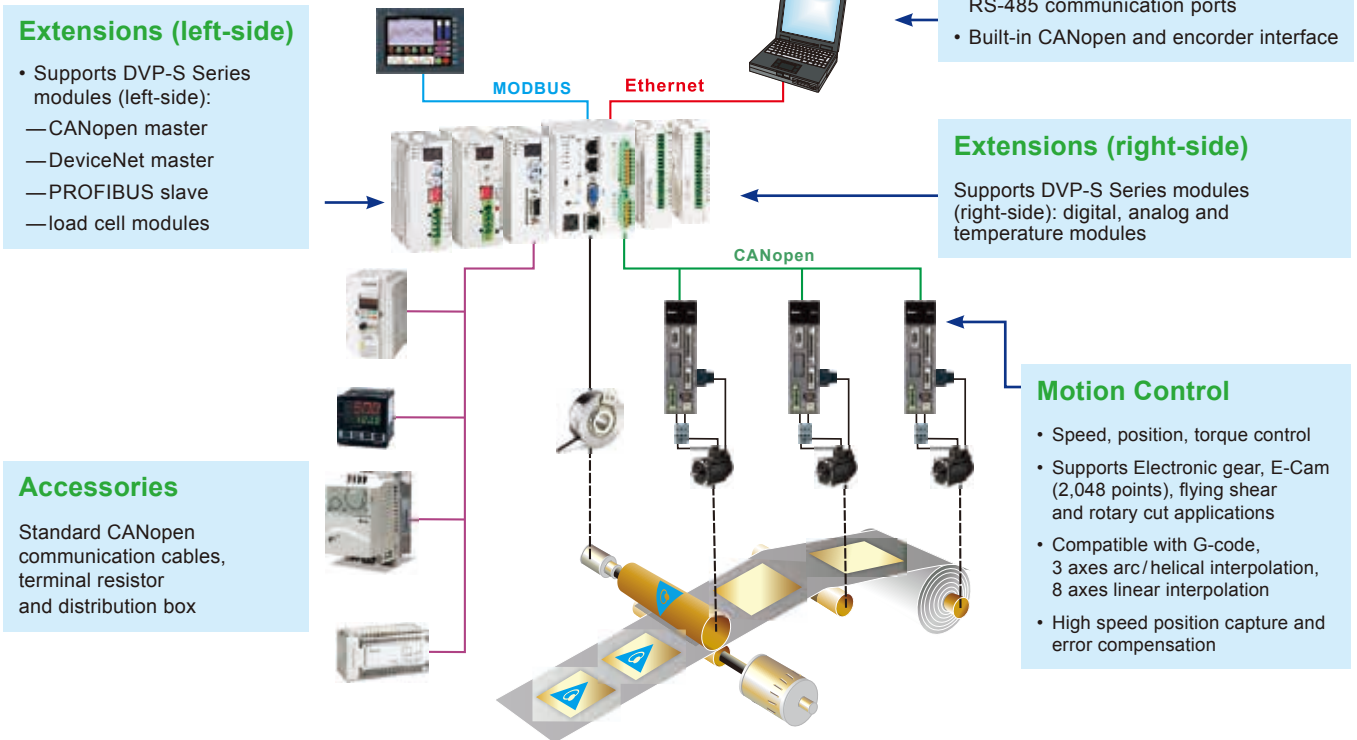 RS-485 communication ports
• Built-in CANopen and encorder interface
Extensions (left-side)
• Supports DVP-S Series
modules (left-side):
—CANopen master
—DeviceNet master
—PROFIBUS slave
—load cell modules
MODBUS
Ethernet
Extensions (right-side)
Supports DVP-S Series modules
(right-side): digital, analog and
temperature modules
CANopen
Motion Control
• Speed, position, torque control
• Supports Electronic gear, E-Cam
(2,048 points), flying shear
and rotary cut applications
• Compatible with G-code,
3 axes arc/helical interpolation,
8 axes linear interpolation
• High speed position capture and
error compensation
Accessories
Standard CANopen
communication cables,
terminal resistor
and distribution box